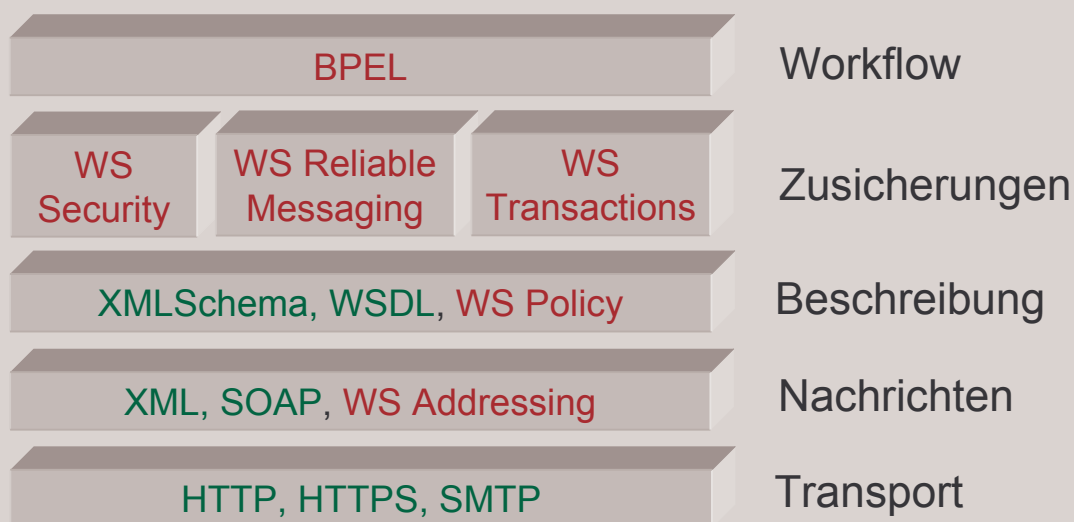 BPEL
Workflow
WS
Security
WS Reliable
Messaging
WS
Transactions
Zusicherungen
XMLSchema, WSDL, WS Policy
Beschreibung
XML, SOAP, WS Addressing
Nachrichten
HTTP, HTTPS, SMTP
Transport